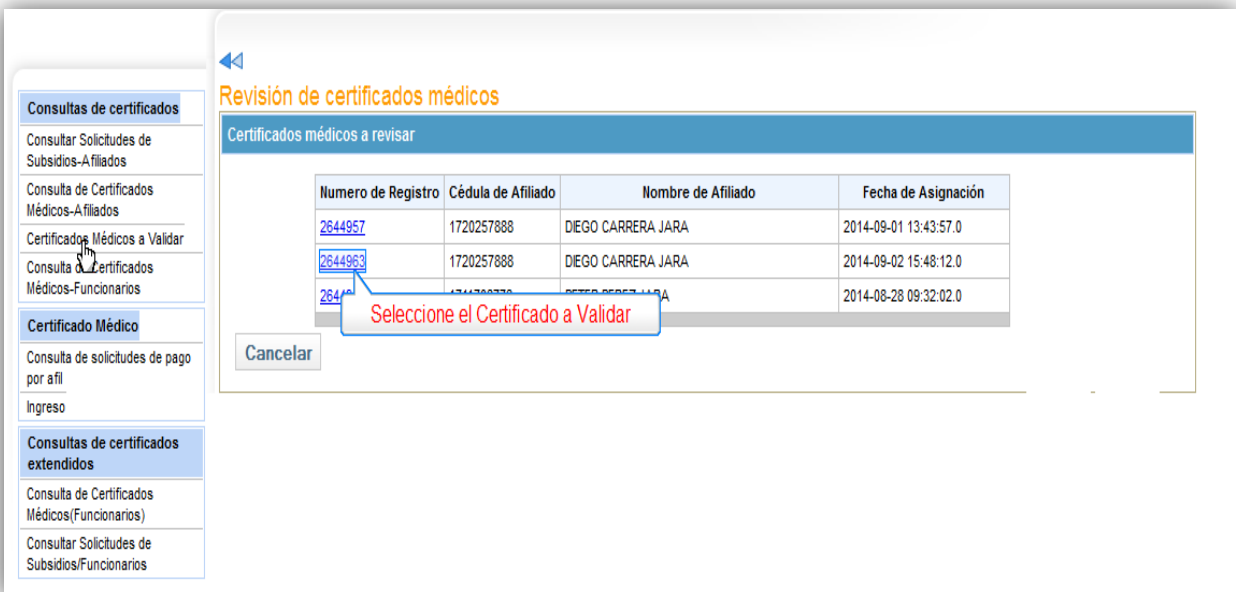 Consultas de certificados
Consultar Solicitudes de
Subsidios-Afiliados
Consulta de Certificados
Médicos-Afiliados
Certificados Médicos a Validar
Consulta de Certificados
Médicos-Funcionarios
Certificado Médico
Consulta de solicitudes de pago
por afil
Ingreso
Consultas de certificados
extendidos
Consulta de Certificados
Médicos(Funcionarios)
Consultar Solicitudes de
Subsidios/Funcionarios
Revisión de certificados médicos
Certificados médicos a revisar
Numero de Registro Cédula de Afiliado Nombre de Afiliado Fecha de Asignación
2644957 1720257888 DIEGO CARRERA JARA 2014-09-01 13:43:57.0
2644963 1720257888 DIEGO CARRERA JARA 2014-09-02 15:48:12.0
2014-08-28 09:32:02.0
Seleccione el Certificado a Validar
Cancelar